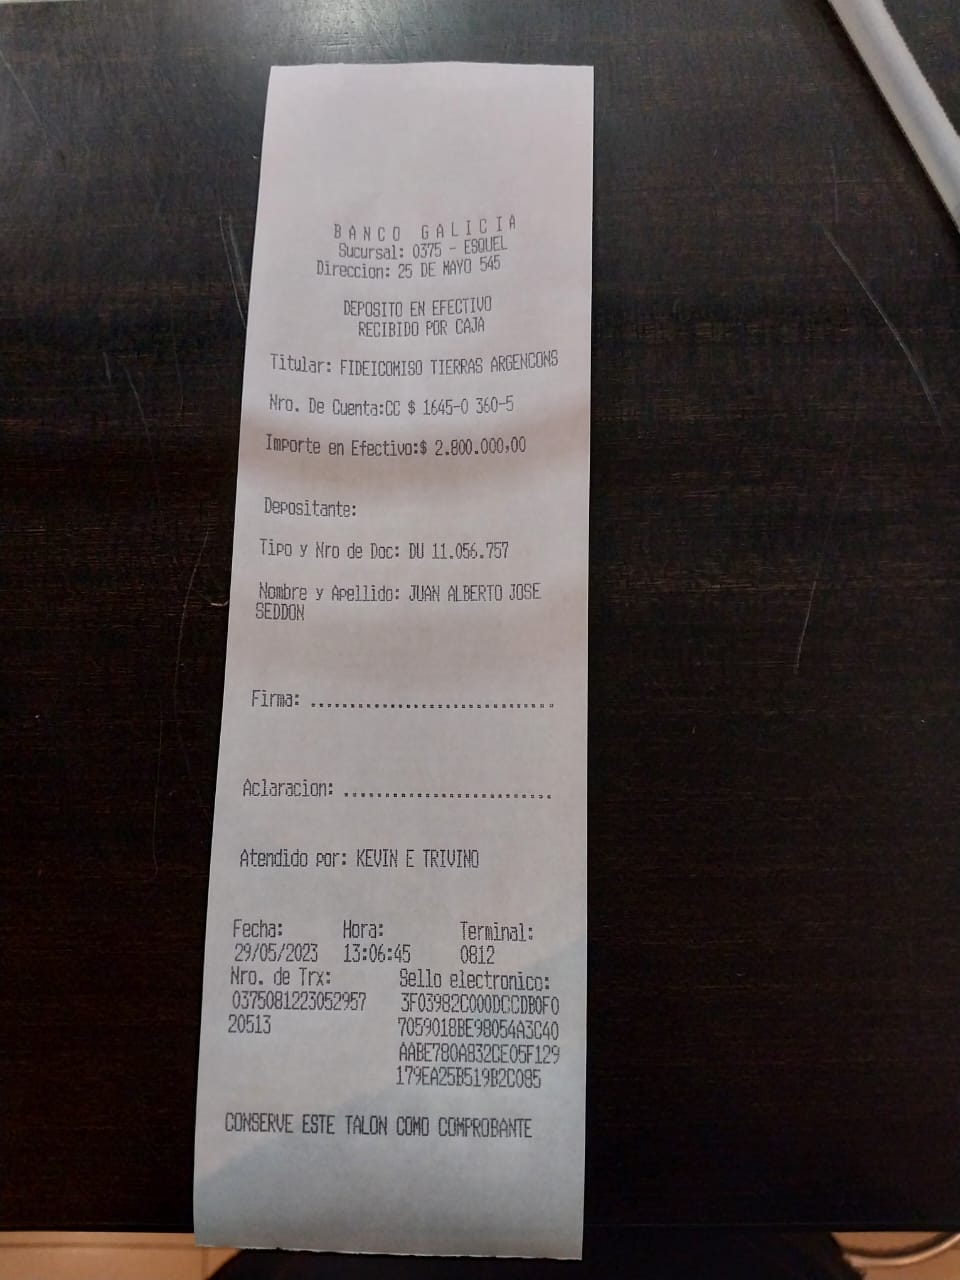 BANCO GALICIA
Sucursal: 0375 - ESQUEL
Direccion: 25 DE MAYO 545
DEPOSITO EN EFECTIVO
RECIBIDO POR CAJA
Titular: FIDEICOMISO TIERRAS ARGENCONS
Nro. De Cuenta:CC $ 1645-0 360-5
Importe en Efectivo:$ 2.800.000,00
Depositante:
Tipo y Nro de Doc: DU 11.056.757
Nombre y Apellido: JUAN ALBERTO JOSE
SEDDON
Firma: ..............................
Aclaracion: ..........................
Atendido por: KEVIN E TRIVINO
Fecha: Hora: Terminal:
29/05/2023 13:06:45 0812
Nro. de Trx: Sello electronico:
0375081223052957 3F03982C000DCCDB0F0
20513 7059018BE98054A3C40
AABE780A832CE05F129
179EA25B519B2C085
CONSERVE ESTE TALON COMO COMPROBANTE